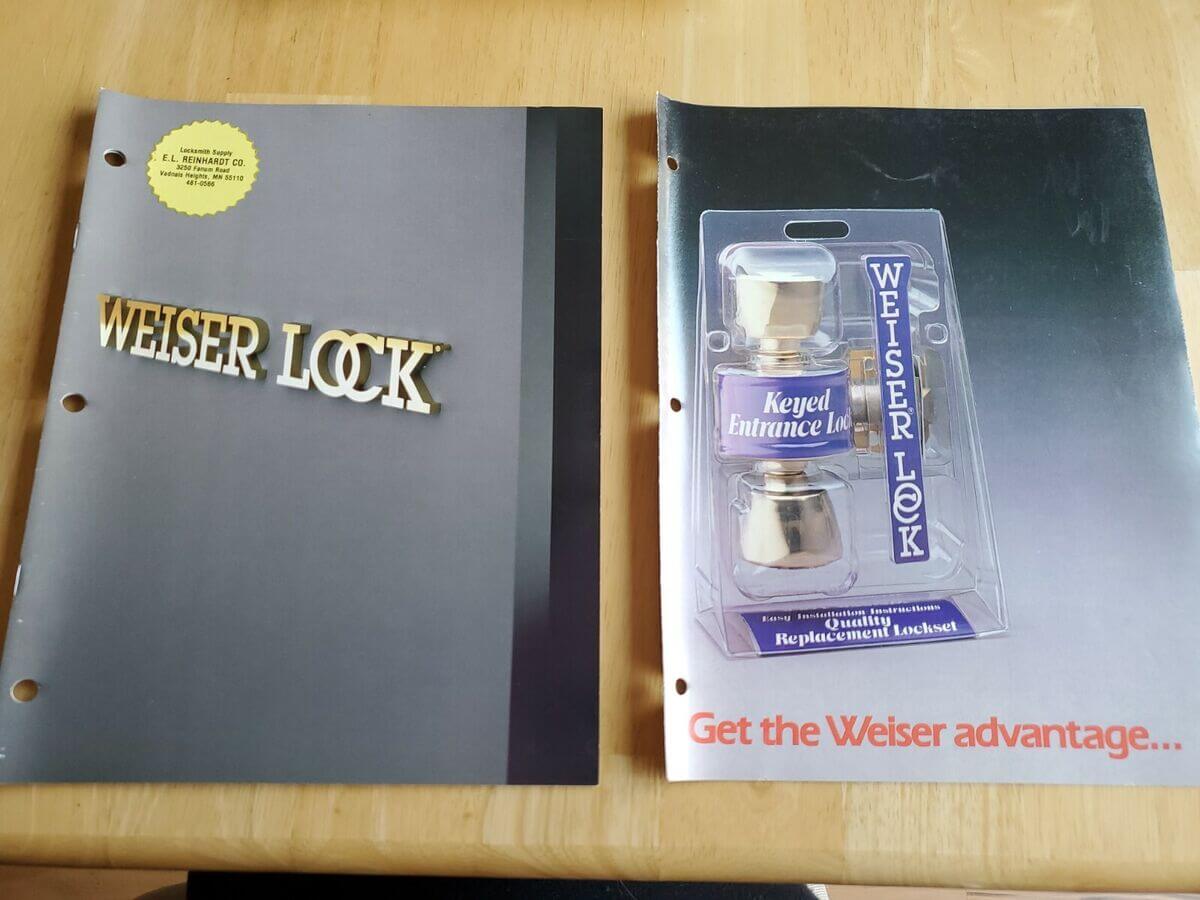 Locksmith Supply
E.L. REINHARDT CO.
3250 Fanum Road
Vadnais Heights, MN 55110
481-0566
WEISER LOCK
WEISER® LOCK
Keyed
Entrance Loc
Easy Installation Instructions
Quality
Replacement Lockset
Get the Weiser advantage...